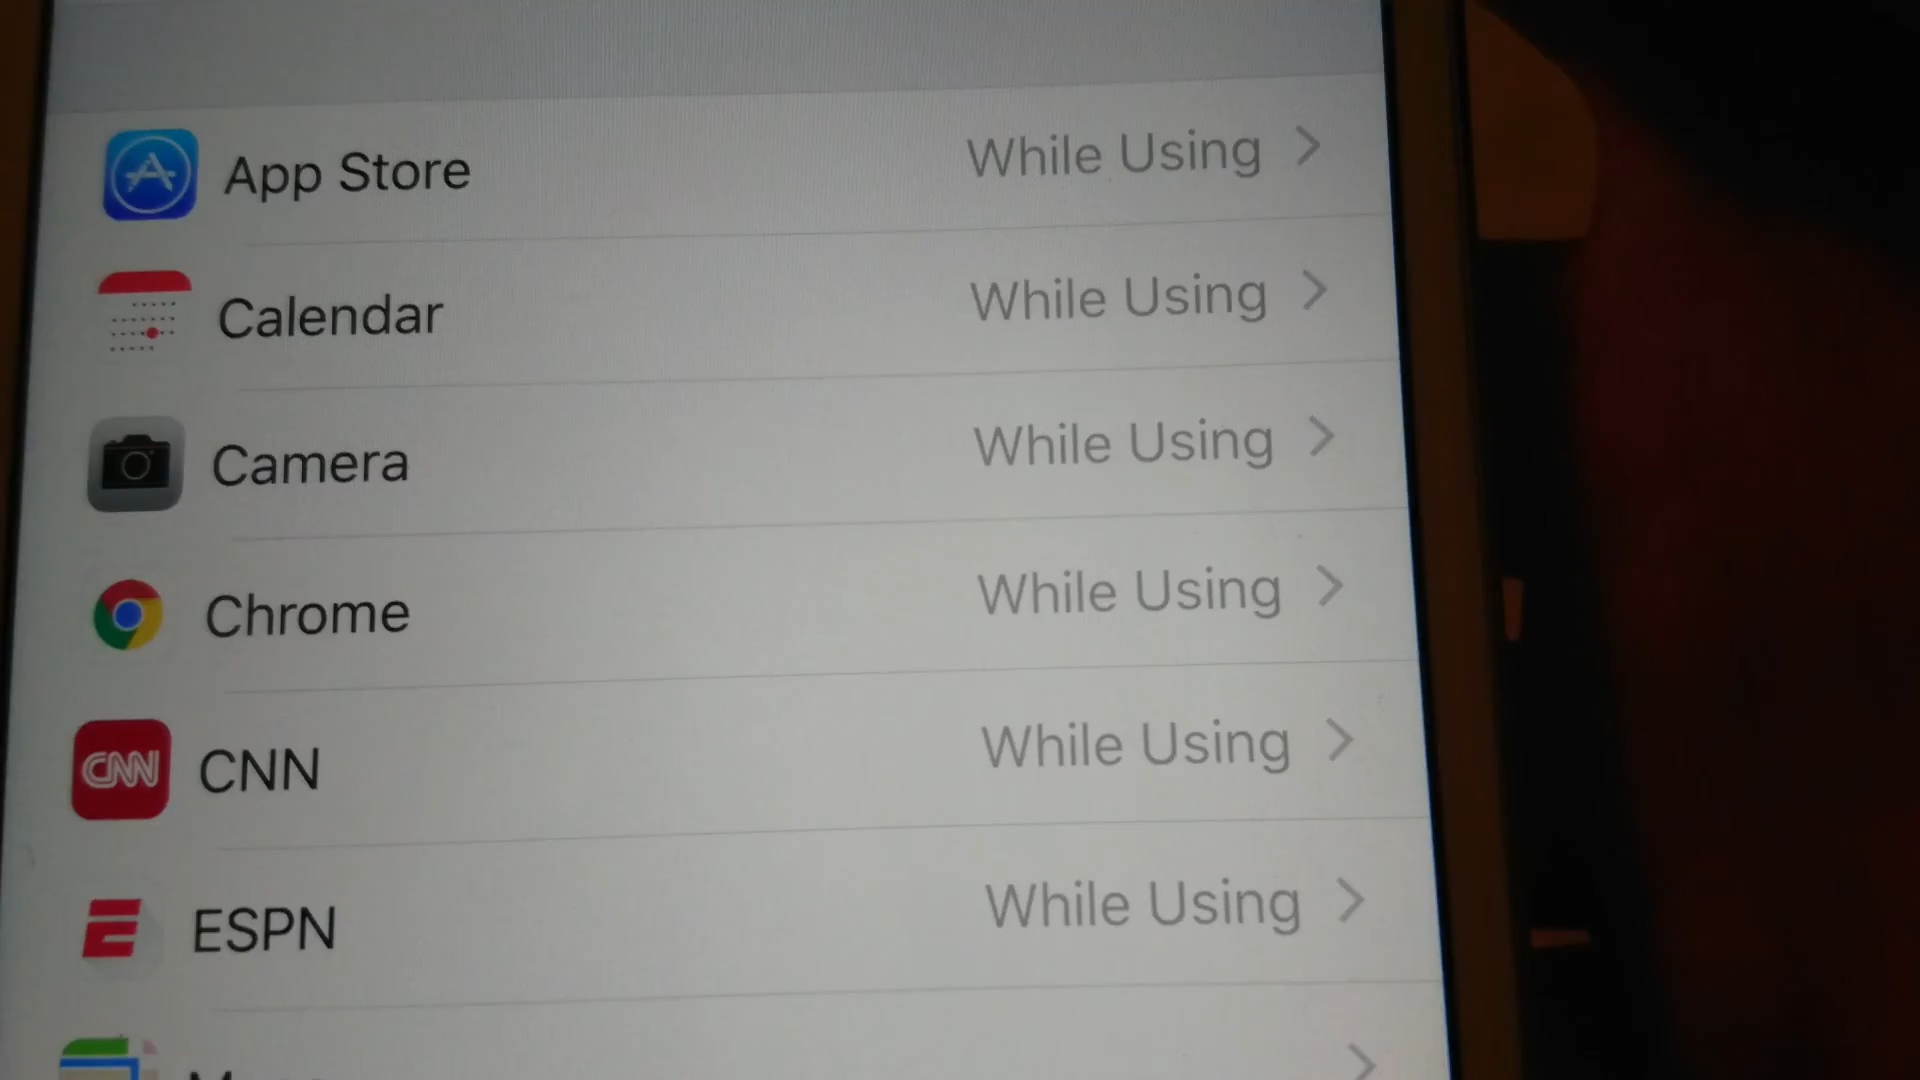 App Store While Using
Calendar While Using
Camera While Using
Chrome While Using
CNN CNN While Using
ESPN While Using